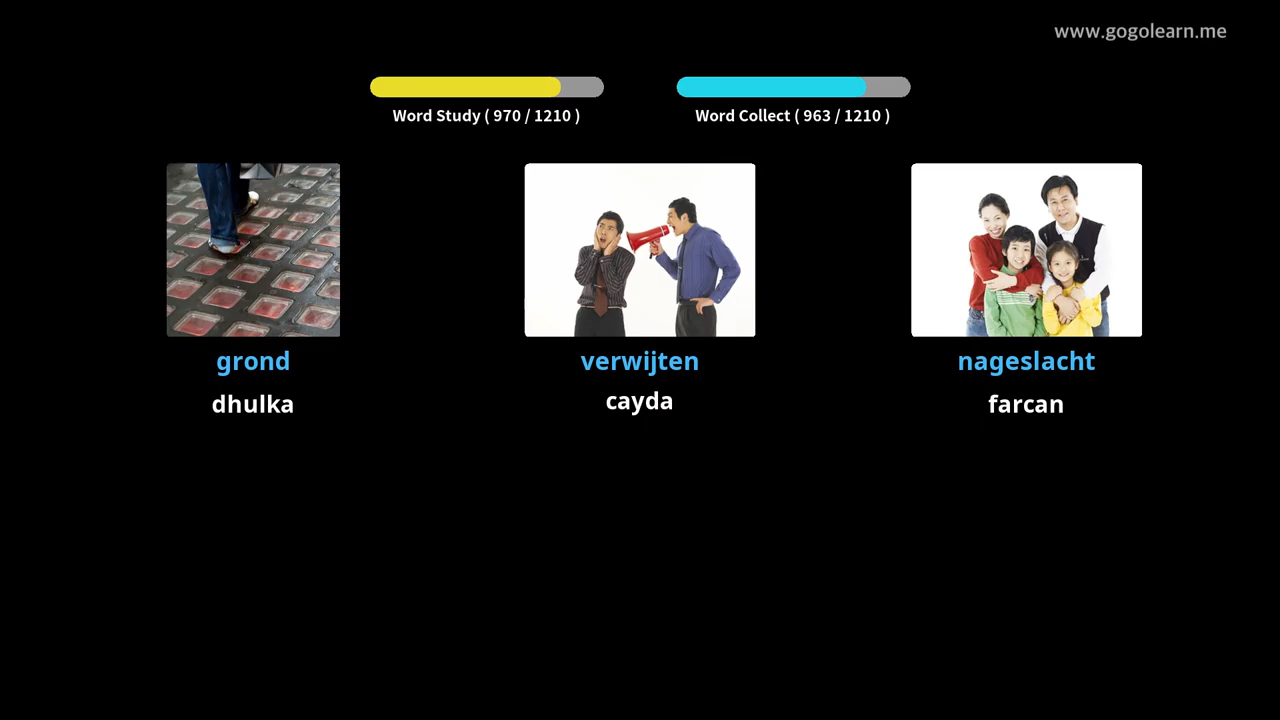 www.gogolearn.me
Word Study ( 970 / 1210 )
Word Collect ( 963 / 1210 )
grond
dhulka
verwijten
cayda
nageslacht
farcan